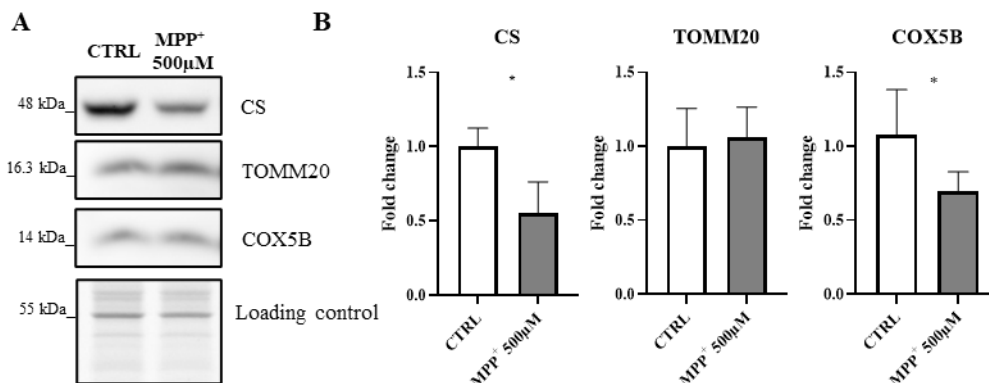 A
CTRL
MPP+
500µM
48 kDa
CS
16.3 kDa
TOMM20
14 kDa
COX5B
55 kDa
Loading control
B
CS
Fold change
1.5
1.0
0.5
0.0
*
CTRL
MPP+ 500µM
TOMM20
Fold change
1.5
1.0
0.5
0.0
CTRL
MPP+ 500µM
COX5B
Fold change
1.5
1.0
0.5
0.0
*
CTRL
MPP+ 500µM